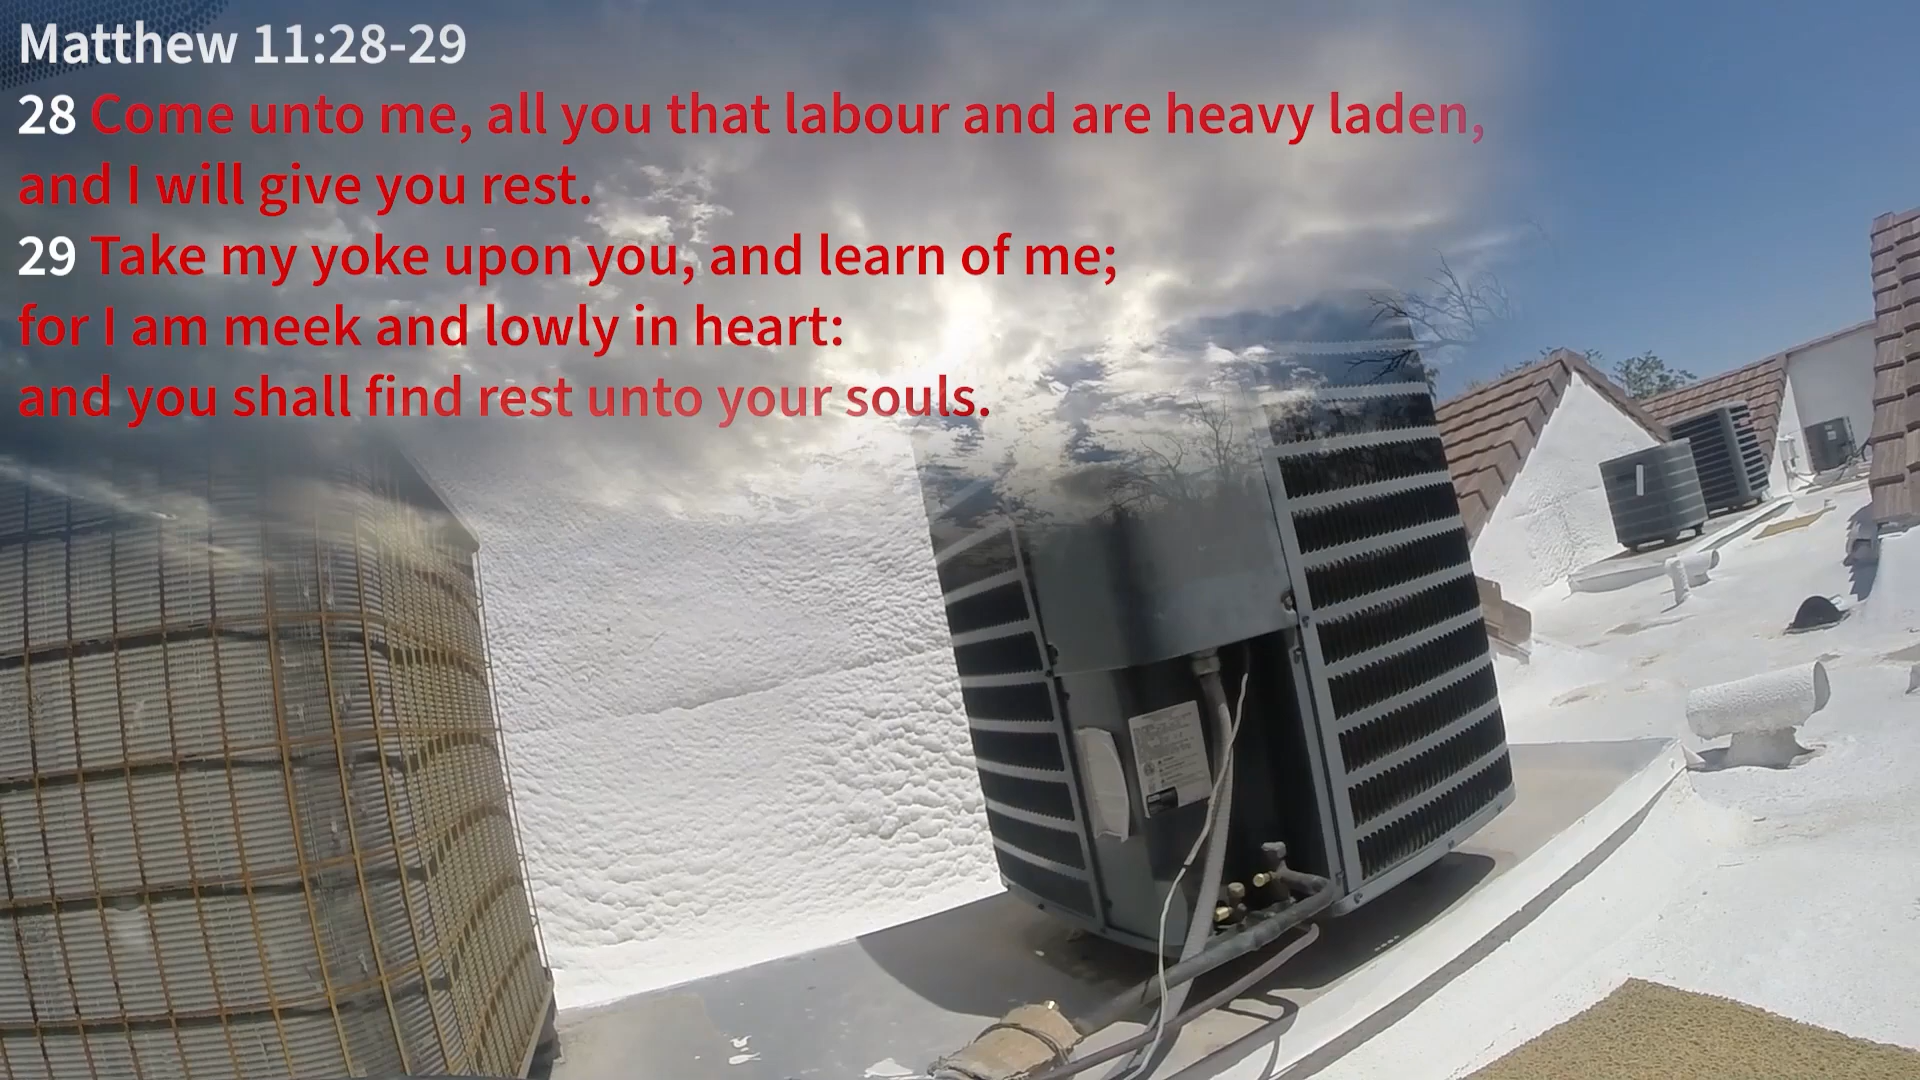 Matthew 11:28-29
28 Come unto me, all you that labour and are heavy laden,
and I will give you rest.
29 Take my yoke upon you, and learn of me;
for I am meek and lowly in heart:
and you shall find rest unto your souls.